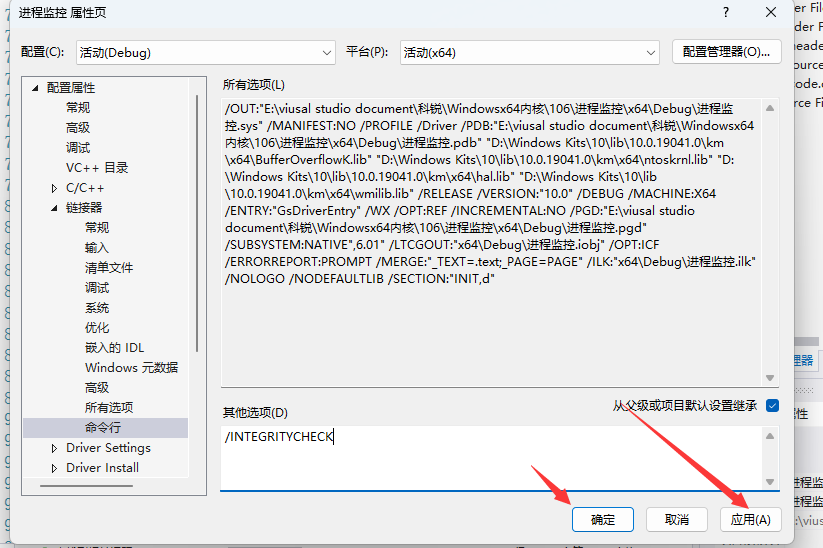 进程监控 属性页
? ×
配置(C): 活动(Debug) 平台(P): 活动(x64) 配置管理器(O)...
配置属性
常规
高级
调试
VC++ 目录
C/C++
链接器
常规
输入
清单文件
调试
系统
优化
嵌入的 IDL
Windows 元数据
高级
所有选项
命令行
Driver Settings
Driver Install
所有选项(L)
/OUT:"E:\viusal studio document\科锐\Windowsx64内核\106\进程监控\x64\Debug\进程监
控.sys" /MANIFEST:NO /PROFILE /Driver /PDB:"E:\viusal studio document\科锐\Windowsx64
内核\106\进程监控\x64\Debug\进程监控.pdb" "D:\Windows Kits\10\lib\10.0.19041.0\km
\x64\BufferOverflowK.lib" "D:\Windows Kits\10\lib\10.0.19041.0\km\x64\ntoskrnl.lib" "D:
\Windows Kits\10\lib\10.0.19041.0\km\x64\hal.lib" "D:\Windows Kits\10\lib
\10.0.19041.0\km\x64\wmilib.lib" /RELEASE /VERSION:"10.0" /DEBUG /MACHINE:X64
/ENTRY:"GsDriverEntry" /WX /OPT:REF /INCREMENTAL:NO /PGD:"E:\viusal studio
document\科锐\Windowsx64内核\106\进程监控\x64\Debug\进程监控.pgd"
/SUBSYSTEM:NATIVE",6.01" /LTCGOUT:"x64\Debug\进程监控.iobj" /OPT:ICF
/ERRORREPORT:PROMPT /MERGE:"_TEXT=.text;_PAGE=PAGE" /ILK:"x64\Debug\进程监控.ilk"
/NOLOGO /NODEFAULTLIB /SECTION:"INIT,d"
其他选项(D)
从父级或项目默认设置继承
/INTEGRITYCHECK
确定 取消 应用(A)